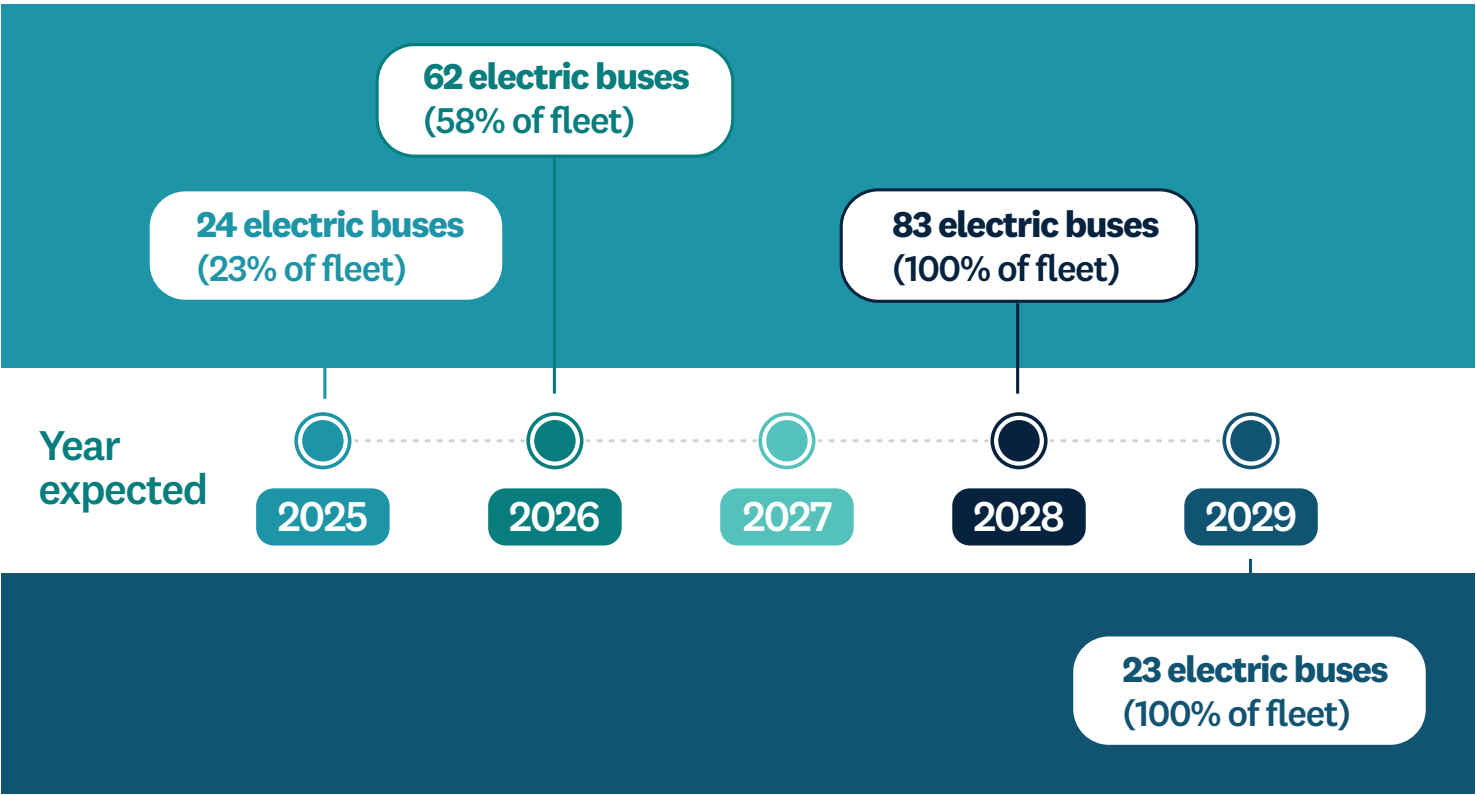 62 electric buses
(58% of fleet)
24 electric buses
(23% of fleet)
83 electric buses
(100% of fleet)
Year
expected
2025
2026
2027
2028
2029
23 electric buses
(100% of fleet)